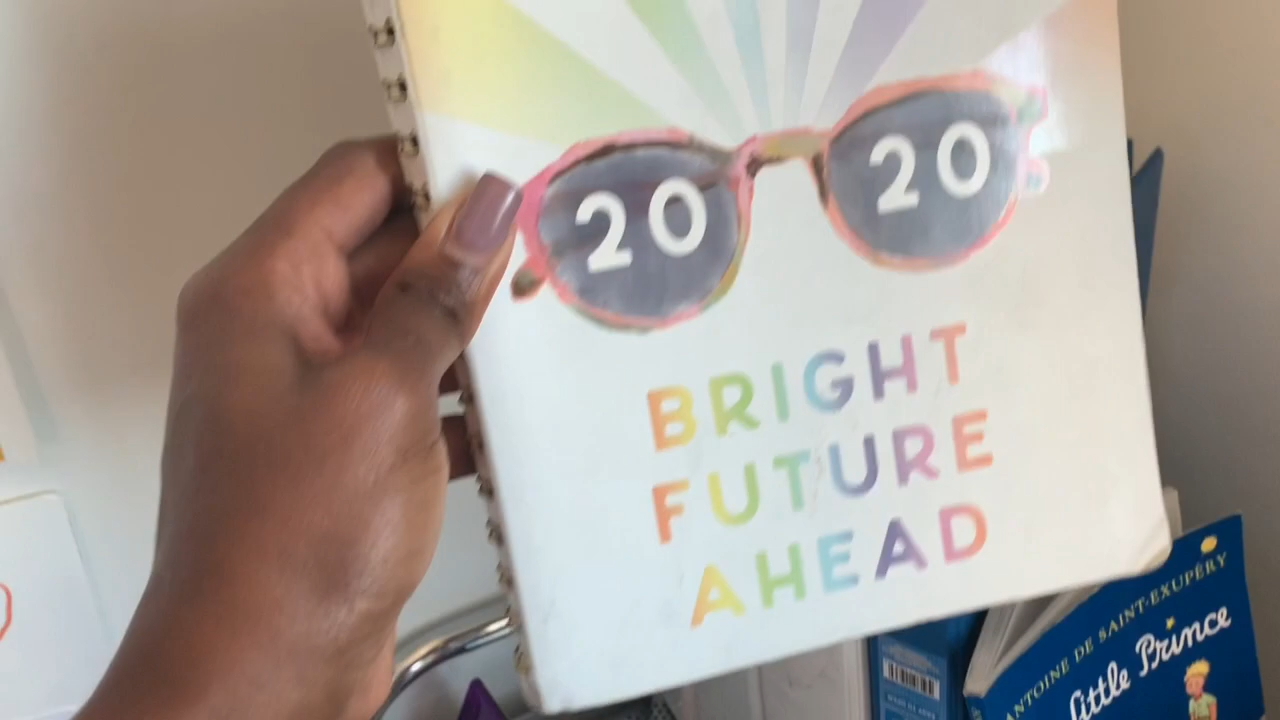 20 20
BRIGHT
FUTURE
AHEAD
ANTOINE DE SAINT-EXUPÉRY
Little Prince